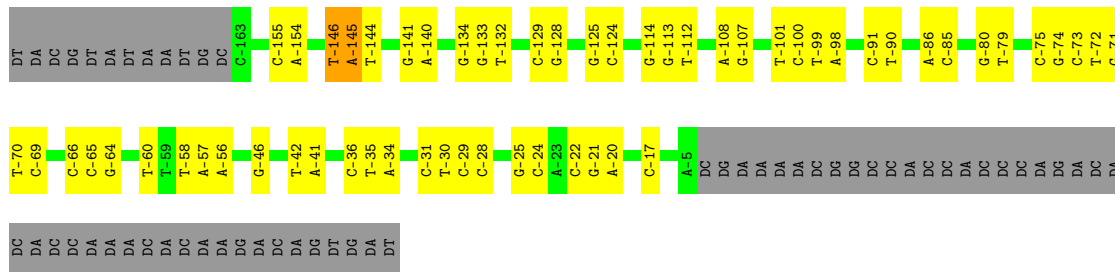 DT DA DC DG DT DA DT DA DA DT DG DC C-163 C-155 A-154 T-146 A-145 T-144 G-141 A-140 G-134 G-133 T-132 C-129 G-128 G-125 C-124 G-114 G-113 T-112 A-108 G-107 T-101 C-100 T-99 A-98 C-91 T-90 A-86 C-85 G-80 T-79 C-75 G-74 C-73 T-72 G-71
T-70 C-69 C-66 C-65 G-64 T-60 T-59 T-58 A-57 A-56 G-46 T-42 A-41 C-36 T-35 A-34 C-31 T-30 C-29 C-28 G-25 C-24 A-23 C-22 G-21 A-20 C-17 A-5 DC DG DA DA DA DA DC DC DG DC DA DC DC DA DC DC DC DC DC DA DG DA DC DA
DC DA DC DC DG DA DA DA DC DA DC DA DA DG DA DC DA DG DT DG DA DT